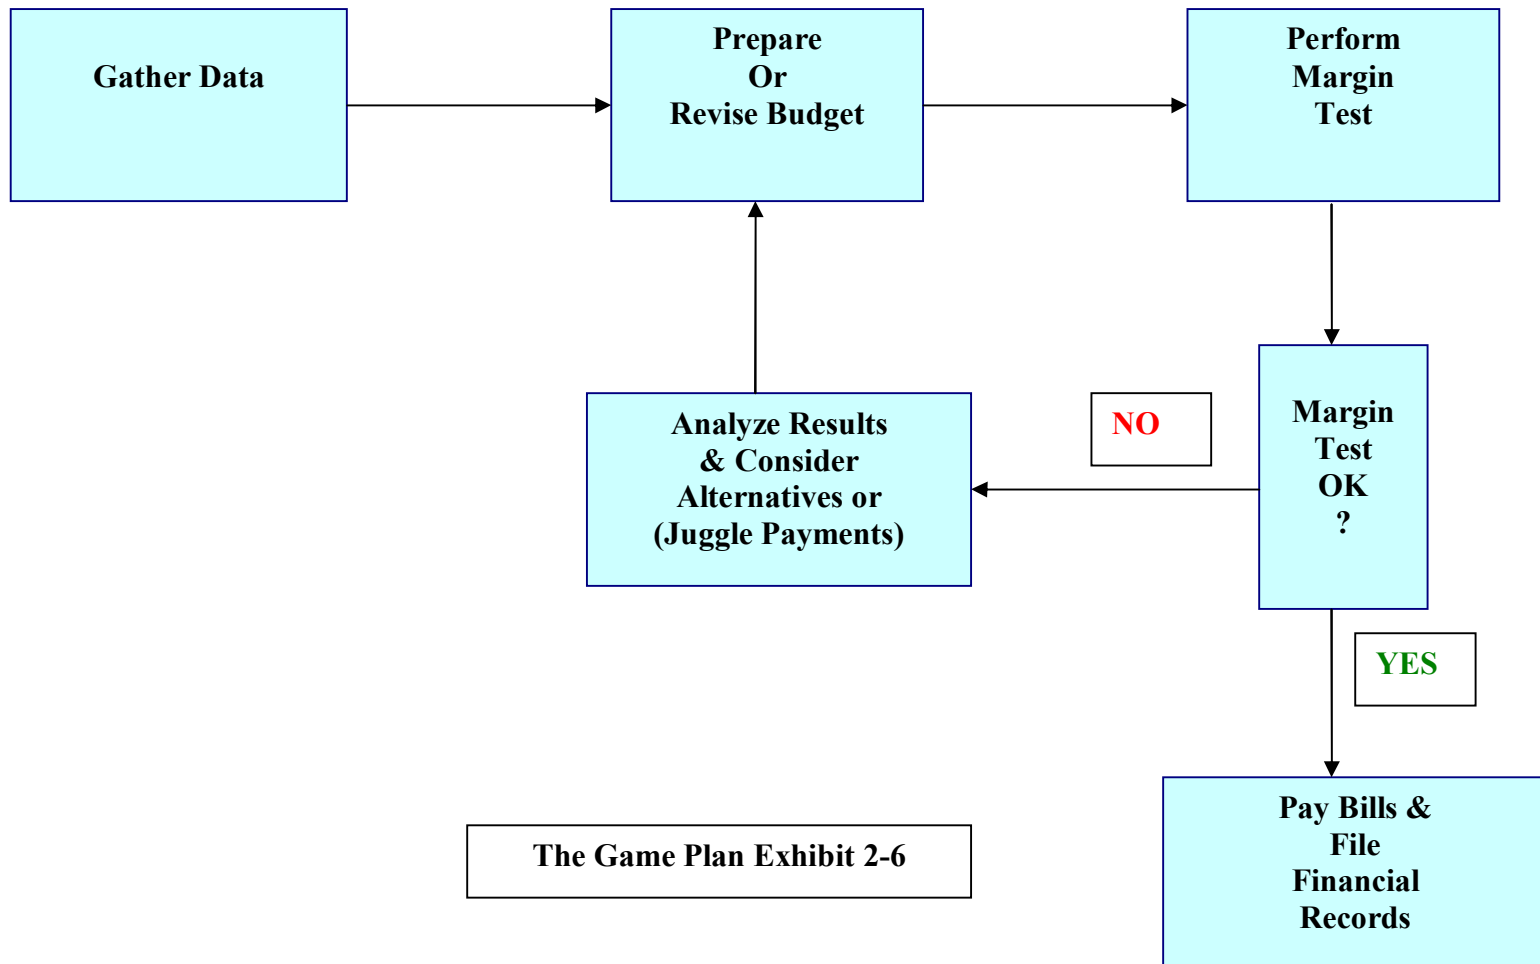 Gather Data
Prepare
Or
Revise Budget
Perform
Margin
Test
Analyze Results
& Consider
Alternatives or
(Juggle Payments)
NO
Margin
Test
OK
?
YES
The Game Plan Exhibit 2-6
Pay Bills &
File
Financial
Records